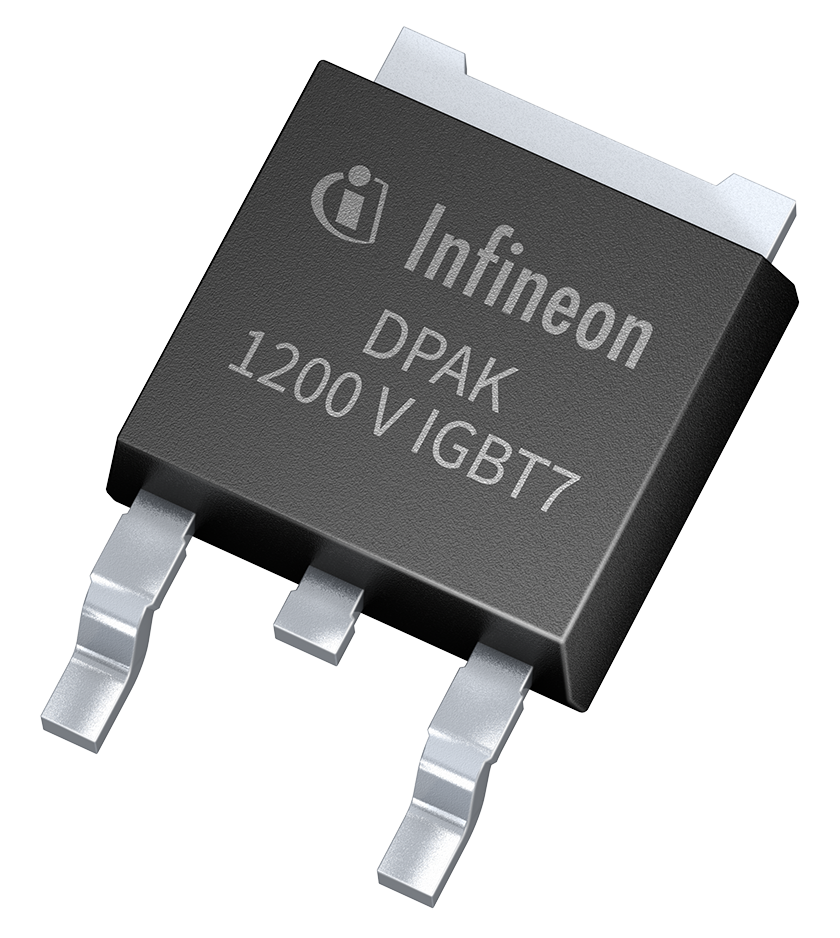 Infineon
DPAK
1200 V IGBT7